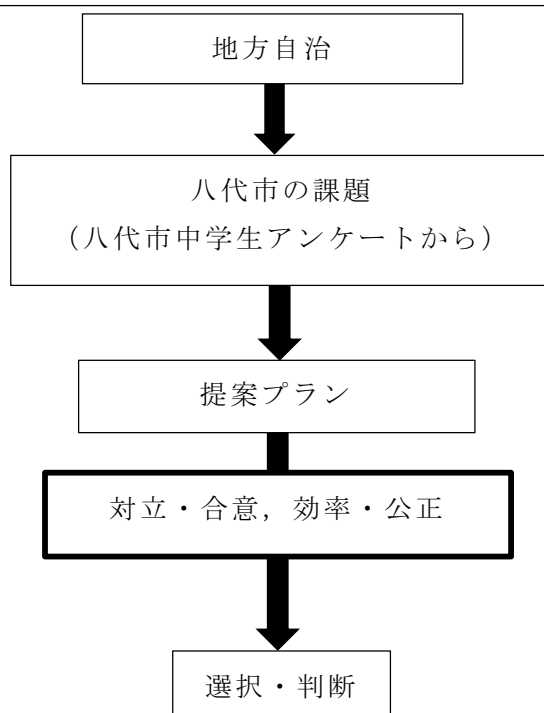 地方自治
八代市の課題
（八代市中学生アンケートから）
提案プラン
対立・合意，効率・公正
選択・判断